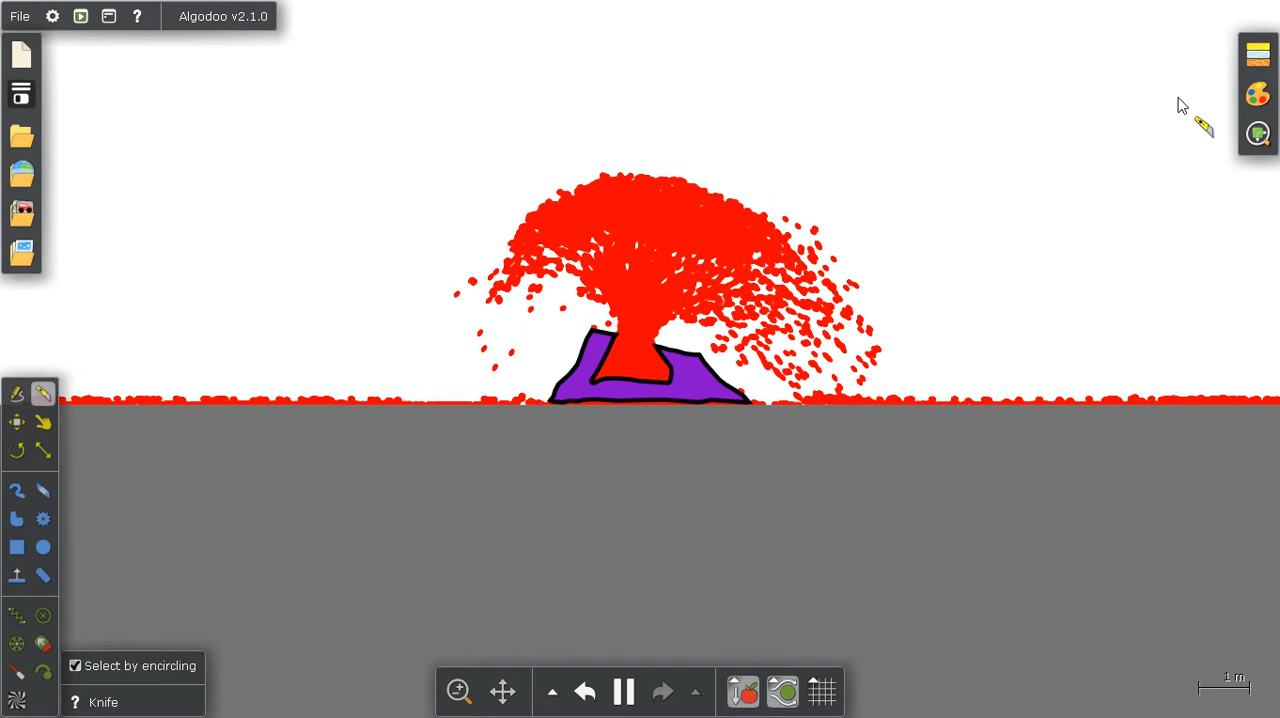 File ? Algodoo v2.1.0
Select by encircling
? Knife
1 m